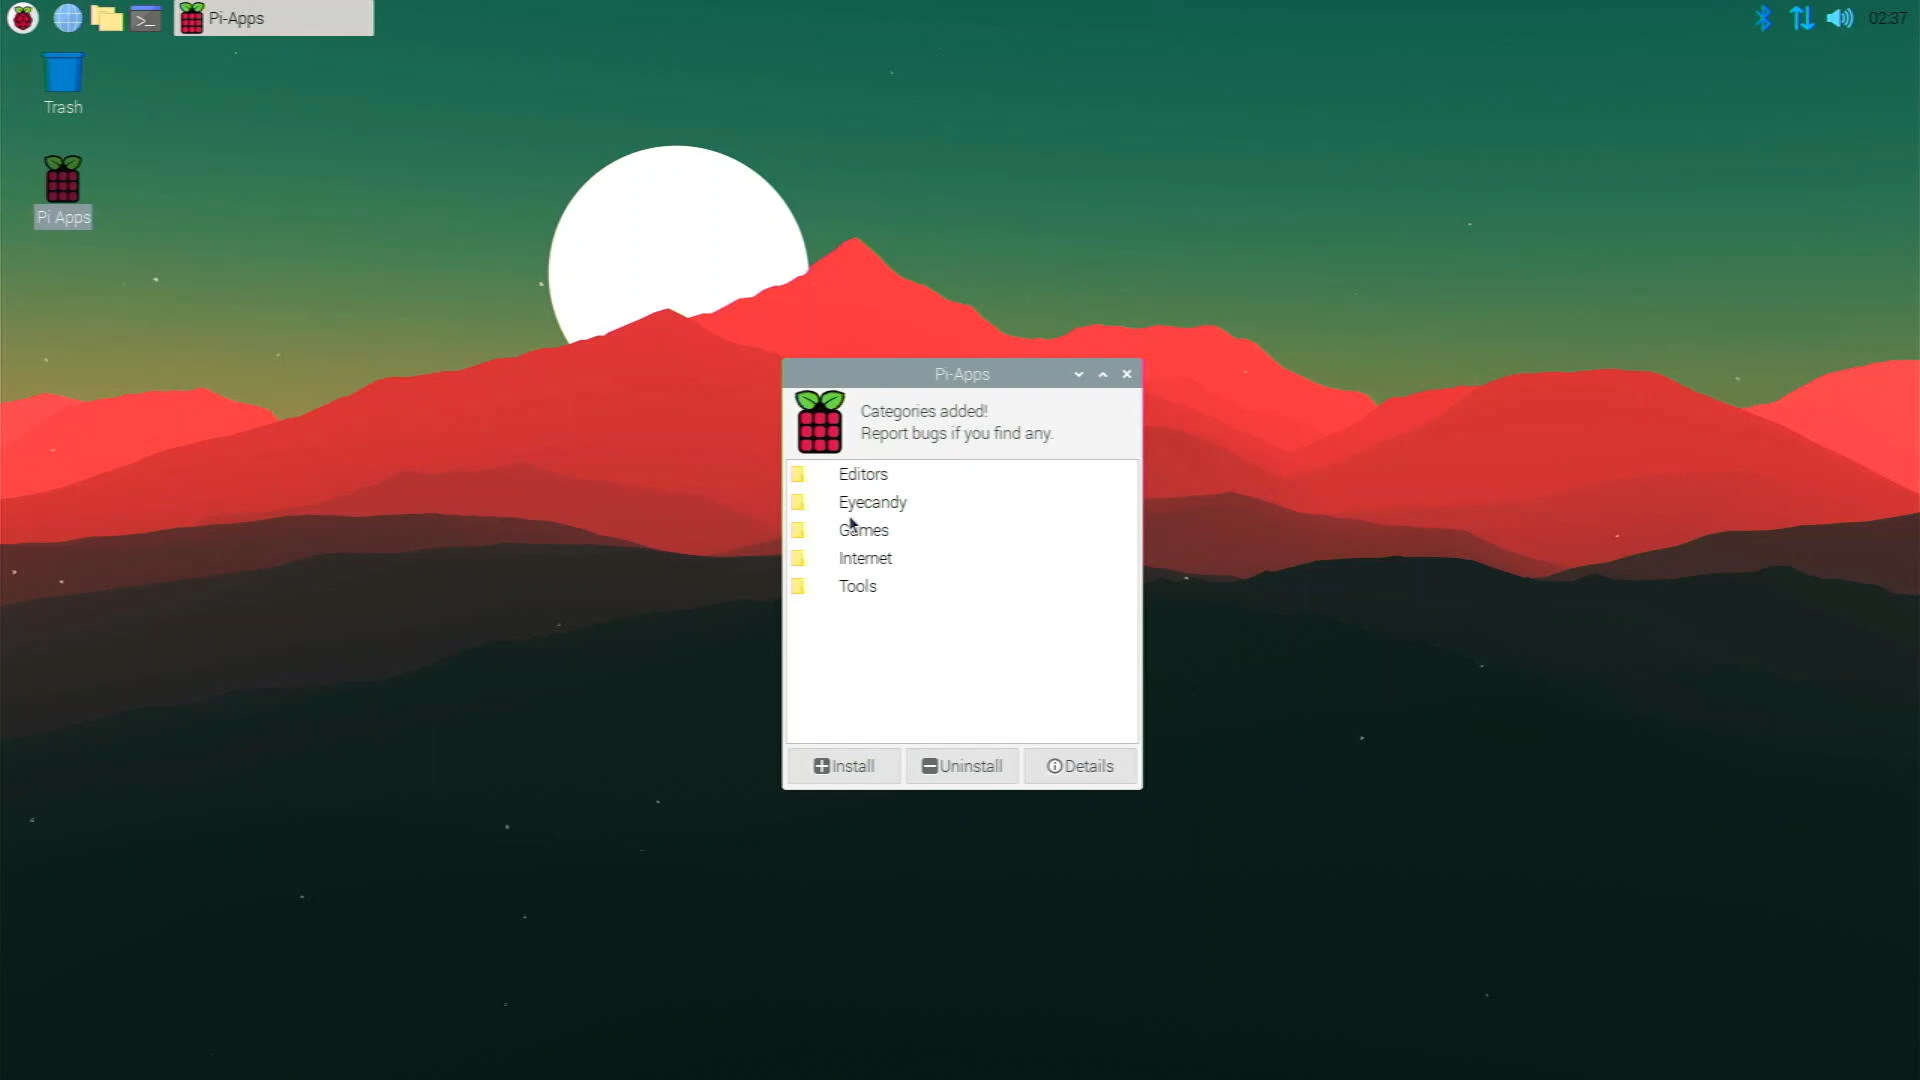 Pi-Apps
02:37
Trash
Pi Apps
Pi-Apps
Categories added!
Report bugs if you find any.
Editors
Eyecandy
Games
Internet
Tools
Install
Uninstall
Details